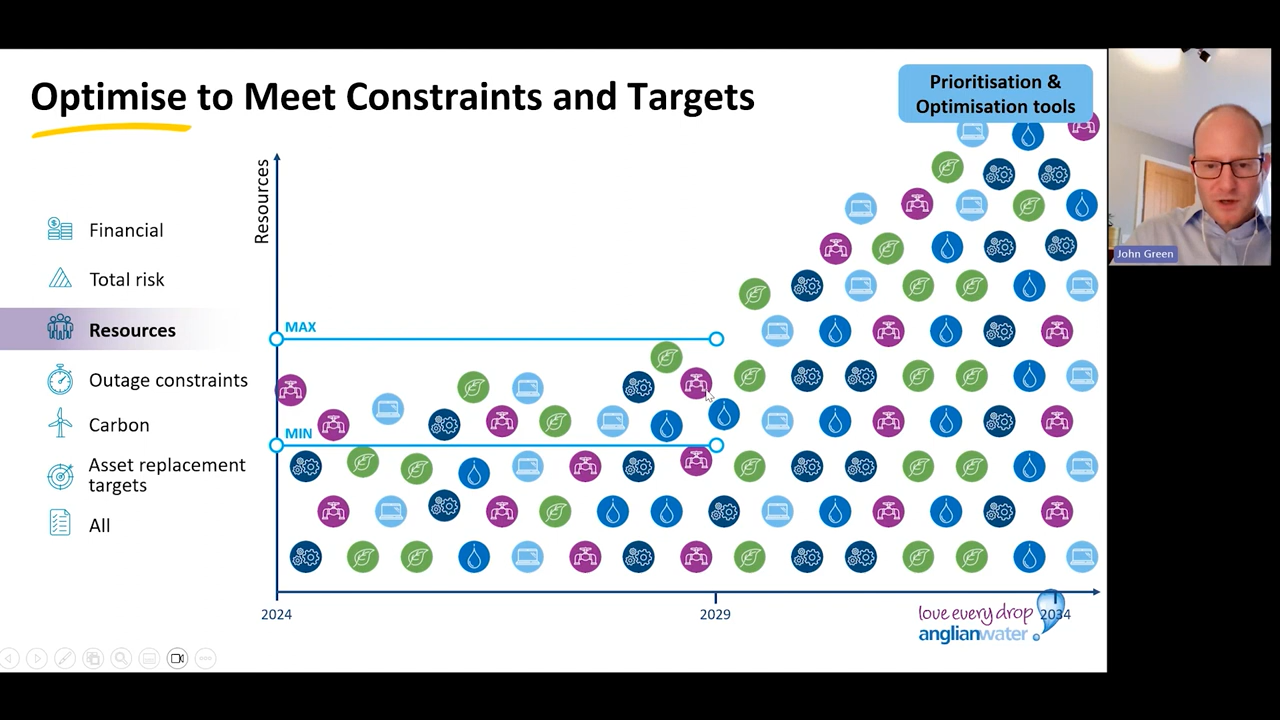 Optimise to Meet Constraints and Targets
Prioritisation &
Optimisation tools
Resources
Financial
Total risk
Resources
Outage constraints
Carbon
Asset replacement
targets
All
MAX
MIN
2024
2029
2034
love every drop
anglianwater
John Green